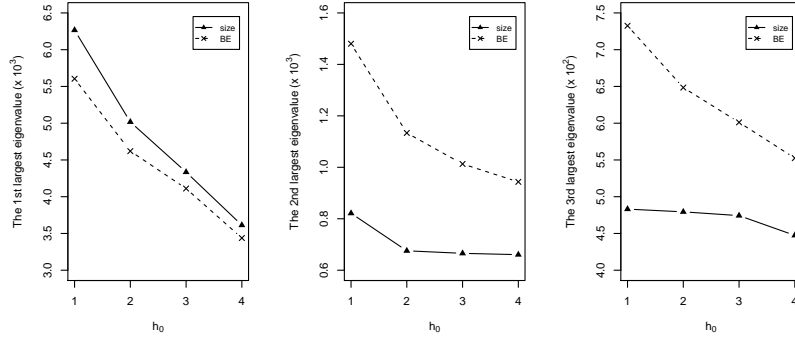 The 1st largest eigenvalue (x 10^3)
6.5
6.0
5.5
5.0
4.5
4.0
3.5
3.0
size
BE
1 2 3 4
h0
The 2nd largest eigenvalue (x 10^3)
1.6
1.4
1.2
1.0
0.8
0.6
size
BE
1 2 3 4
h0
The 3rd largest eigenvalue (x 10^2)
7.5
7.0
6.5
6.0
5.5
5.0
4.5
4.0
size
BE
1 2 3 4
h0